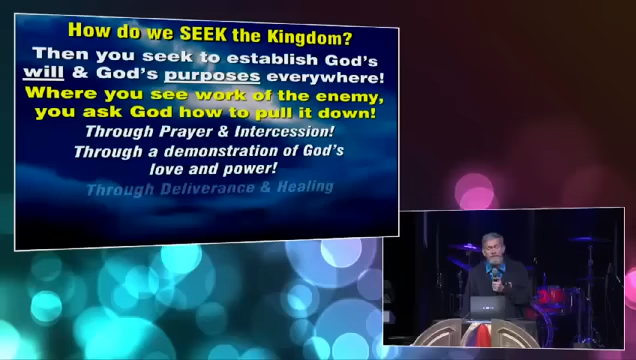 How do we SEEK the Kingdom?
Then you seek to establish God's
will & God's purposes everywhere!
Where you see work of the enemy,
you ask God how to pull it down!
Through Prayer & Intercession!
Through a demonstration of God's
love and power!
Through Deliverance & Healing